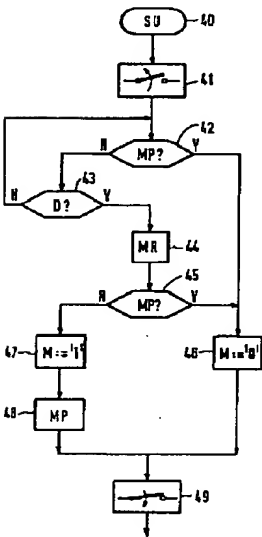 SU 40
41
42
N MP? Y
43
N D? Y
MR 44
45
N MP? Y
47 M:='1'
46 M:='0'
48 MP
49